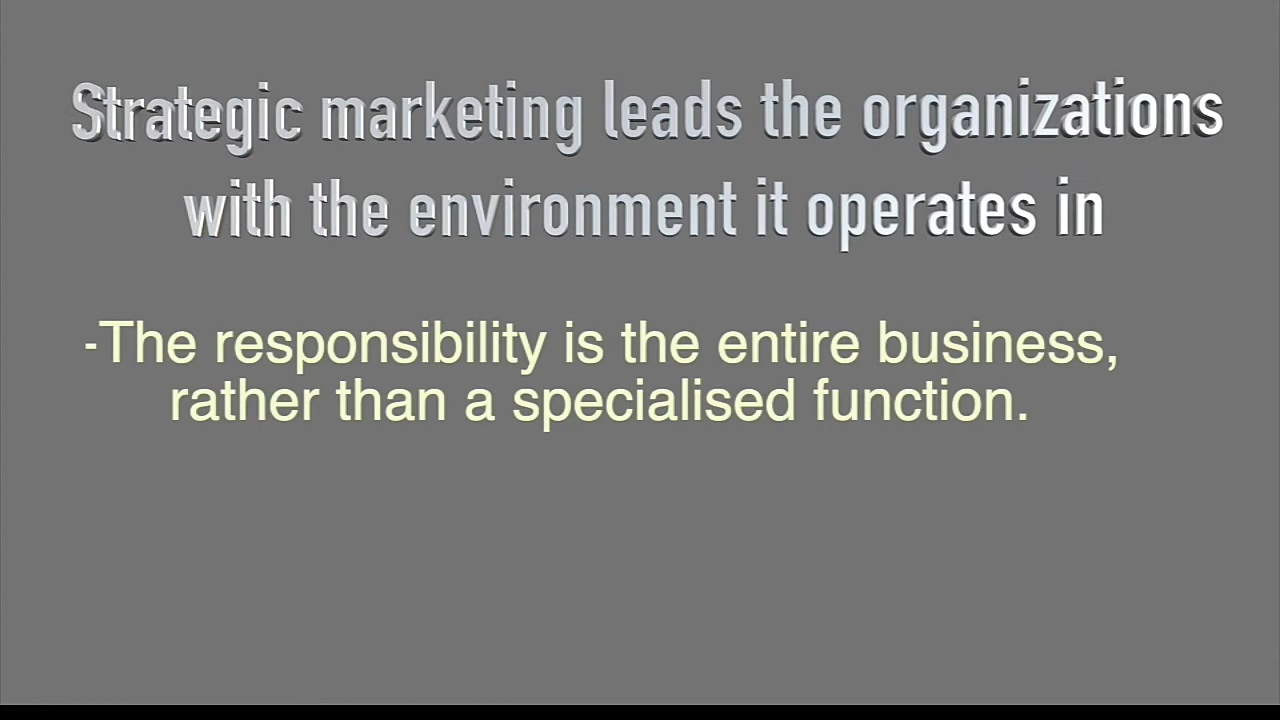 Strategic marketing leads the organizations
with the environment it operates in
-The responsibility is the entire business,
rather than a specialised function.